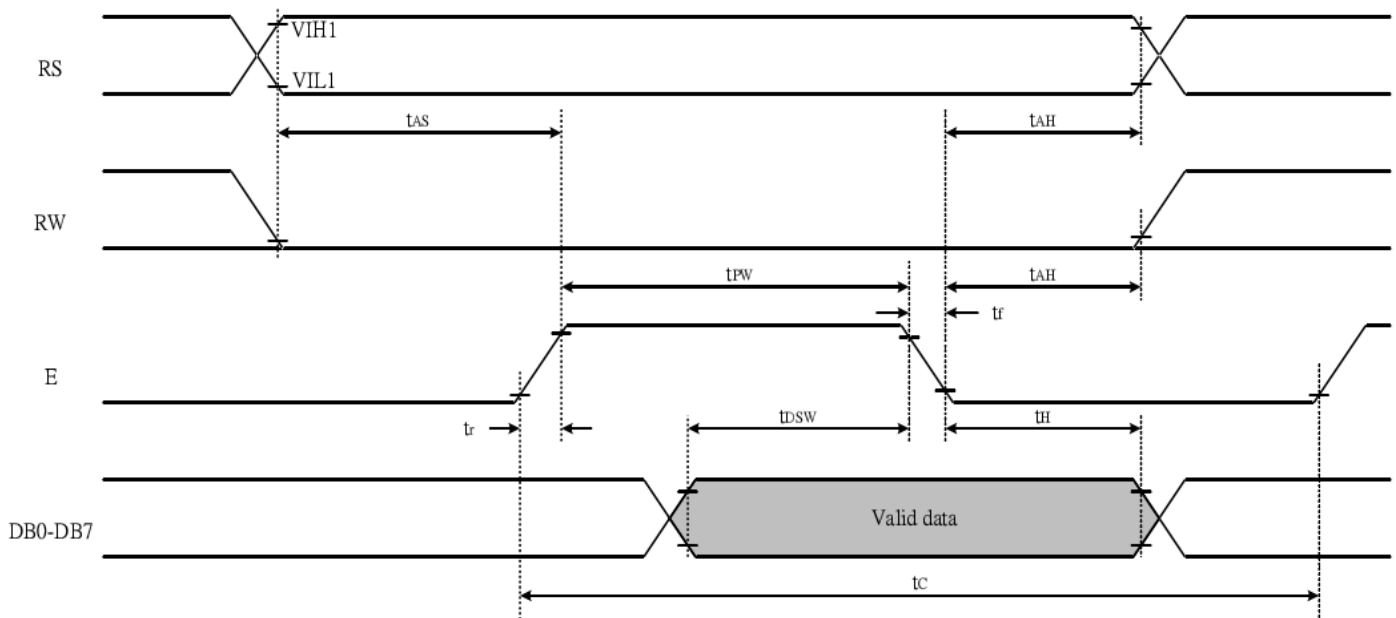 RS
VIH1
VIL1
tAS
tAH
RW
tPW
tAH
tf
E
tr
tDSW
tH
DB0-DB7
Valid data
tC